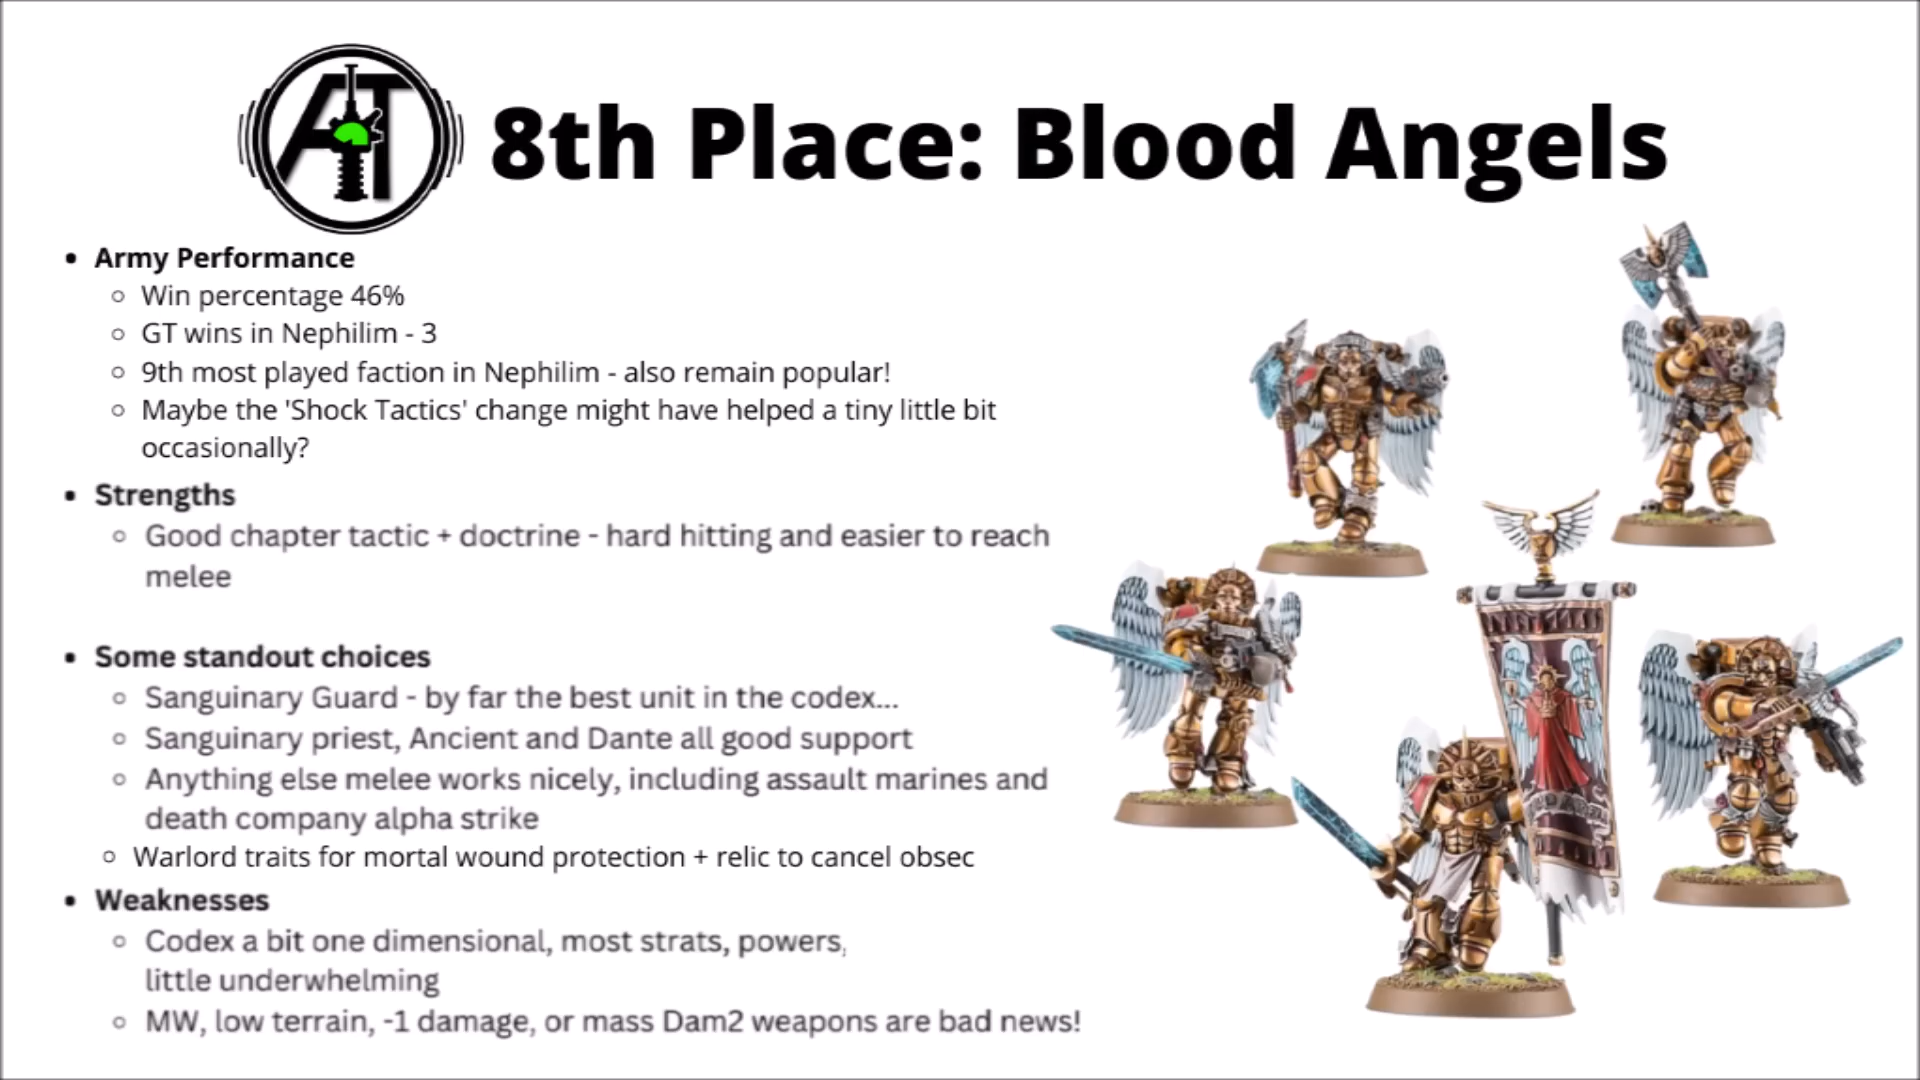 AT
8th Place: Blood Angels
• Army Performance
○ Win percentage 46%
○ GT wins in Nephilim - 3
○ 9th most played faction in Nephilim - also remain popular!
○ Maybe the 'Shock Tactics' change might have helped a tiny little bit
occasionally?
• Strengths
○ Good chapter tactic + doctrine - hard hitting and easier to reach
melee
• Some standout choices
○ Sanguinary Guard - by far the best unit in the codex...
○ Sanguinary priest, Ancient and Dante all good support
○ Anything else melee works nicely, including assault marines and
death company alpha strike
○ Warlord traits for mortal wound protection + relic to cancel obsec
• Weaknesses
○ Codex a bit one dimensional, most strats, powers,
little underwhelming
○ MW, low terrain, -1 damage, or mass Dam2 weapons are bad news!